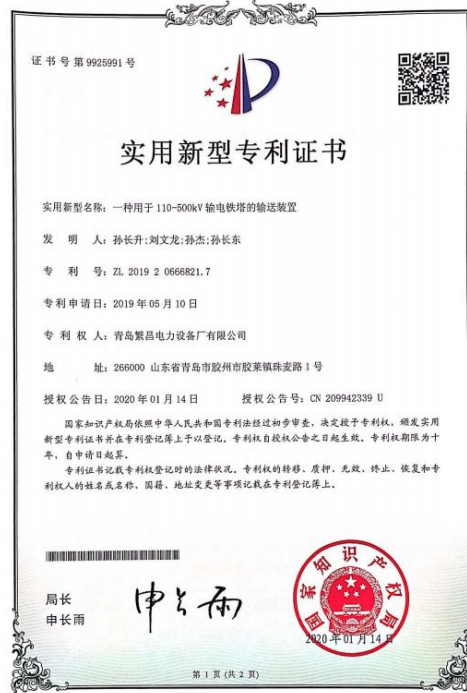 证书号第9925991号
实用新型专利证书
实用新型名称：一种用于110-500kV输电铁塔的输送装置
发明人：孙长升;刘文龙;孙杰;孙长东
专利号：ZL 2019 2 0666821.7
专利申请日：2019年05月10日
专利权人：青岛繁昌电力设备厂有限公司
地址：266000 山东省青岛市胶州市胶莱镇珠麦路1号
授权公告日：2020年01月14日 授权公告号：CN 209942339 U
国家知识产权局依照中华人民共和国专利法经过初步审查，决定授予专利权，颁发实用
新型专利证书并在专利登记簿上予以登记。专利权自授权公告之日起生效。专利权期限为十
年，自申请日起算。
专利证书记载专利权登记时的法律状况。专利权的转移、质押、无效、终止、恢复和专
利权人的姓名或名称、国籍、地址变更等事项记载在专利登记簿上。
局长
申长雨
申长雨
国家知识产权局
2020年01月14日
第1页(共2页)